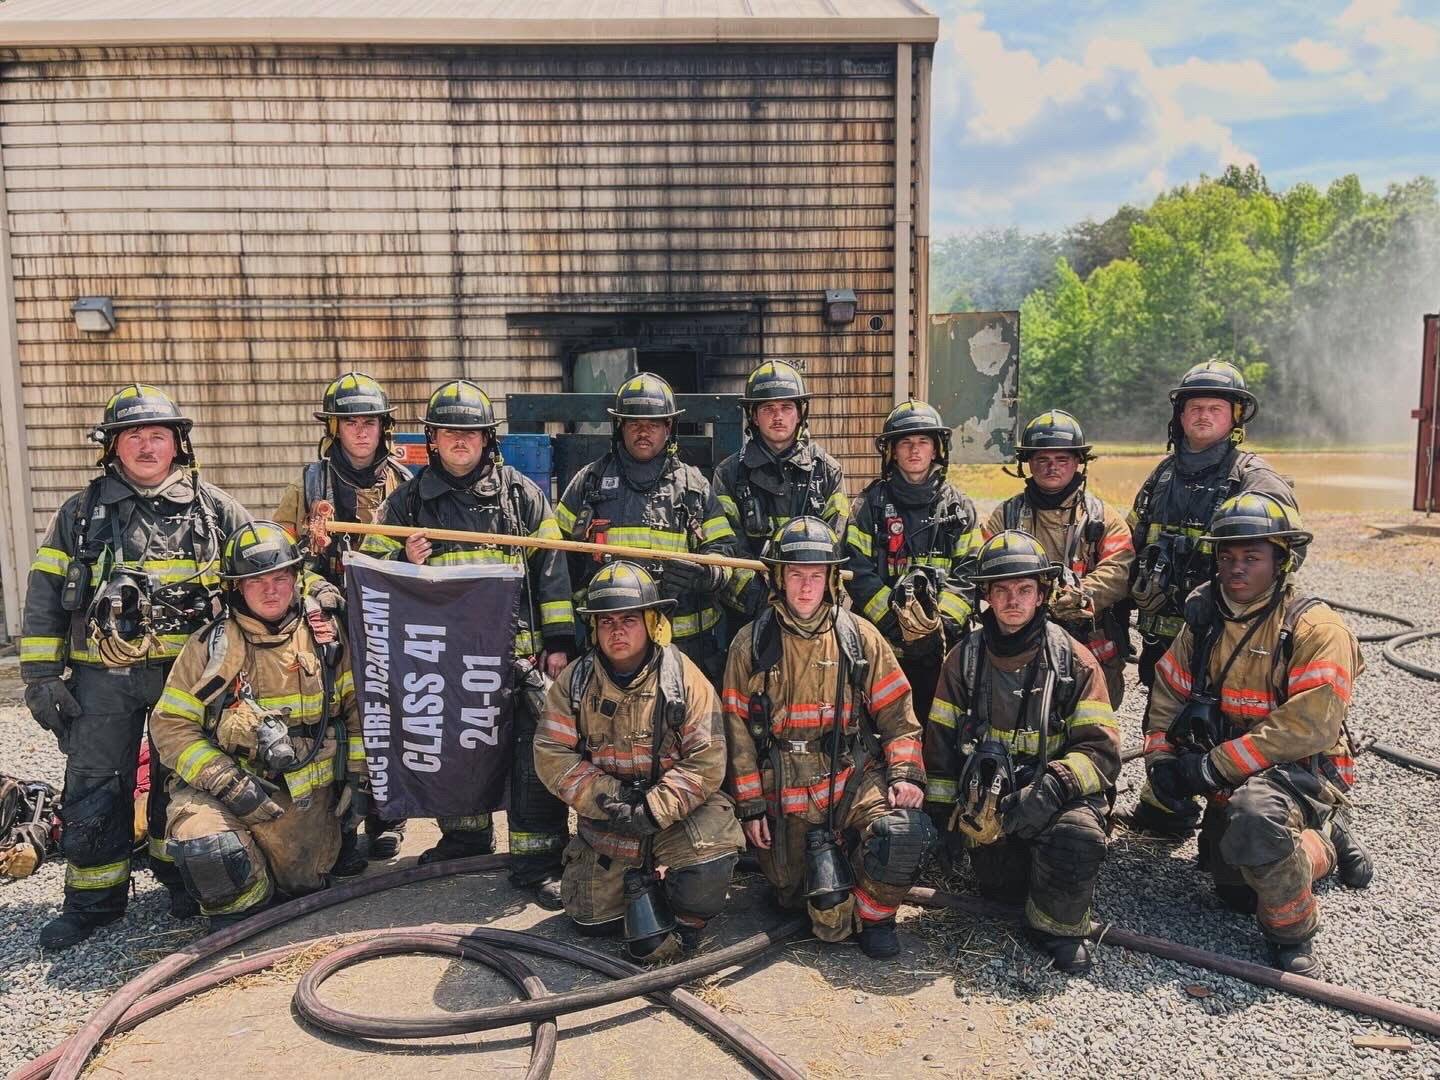 ACC FIRE ACADEMY
CLASS 41
24-01